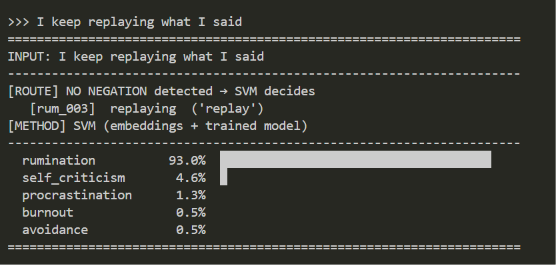 >>> I keep replaying what I said
======================================================================
INPUT: I keep replaying what I said
----------------------------------------------------------------------
[ROUTE] NO NEGATION detected → SVM decides
[rum_003] replaying ('replay')
[METHOD] SVM (embeddings + trained model)
----------------------------------------------------------------------
rumination 93.0%
self_criticism 4.6%
procrastination 1.3%
burnout 0.5%
avoidance 0.5%
======================================================================